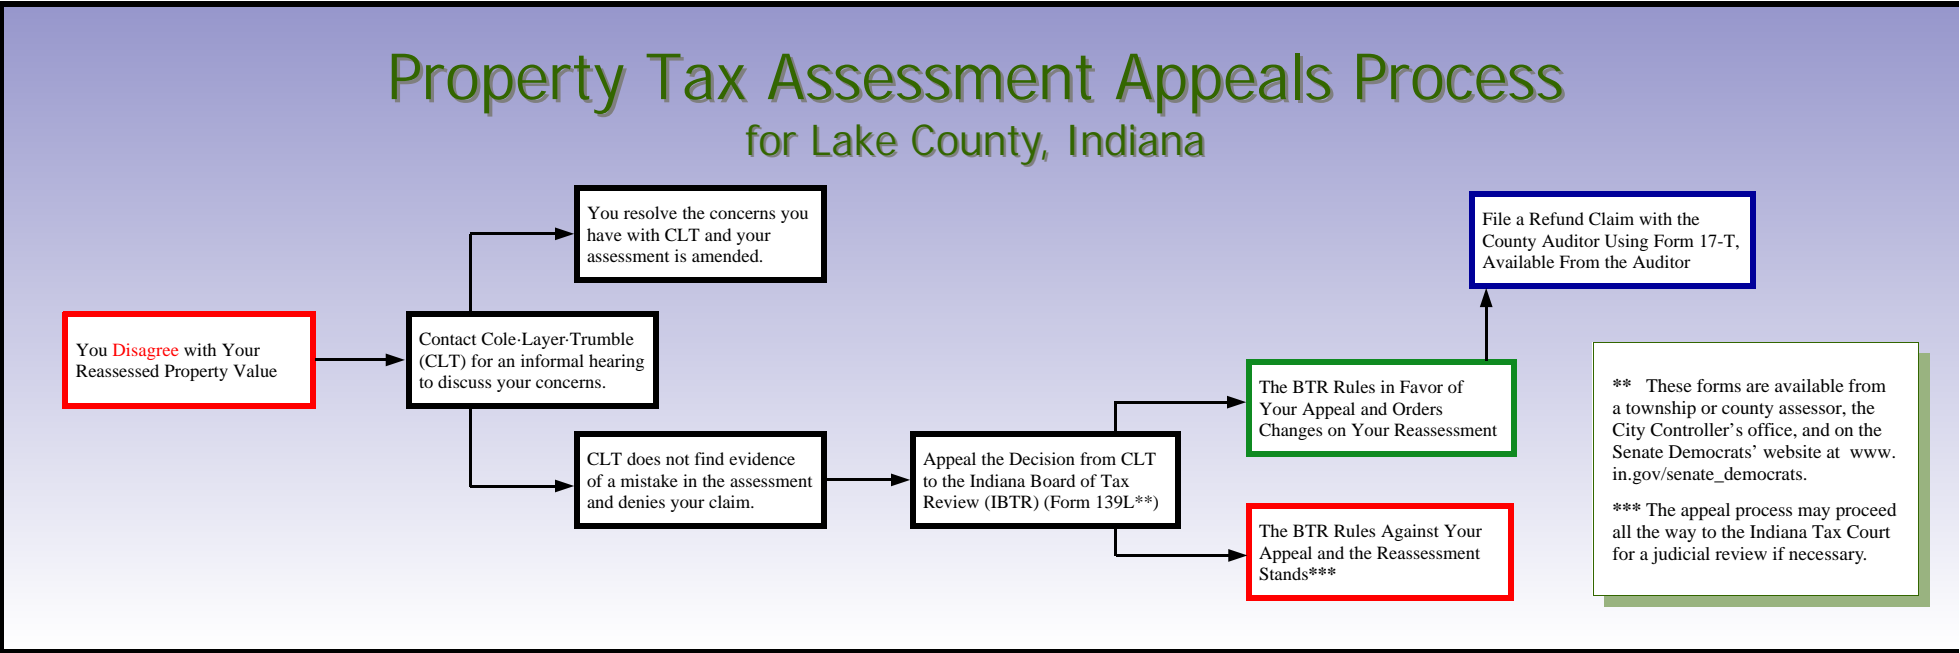 Property Tax Assessment Appeals Process
for Lake County, Indiana
You resolve the concerns you
have with CLT and your
assessment is amended.
File a Refund Claim with the
County Auditor Using Form 17-T,
Available From the Auditor
You Disagree with Your
Reassessed Property Value
Contact Cole·Layer·Trumble
(CLT) for an informal hearing
to discuss your concerns.
CLT does not find evidence
of a mistake in the assessment
and denies your claim.
Appeal the Decision from CLT
to the Indiana Board of Tax
Review (IBTR) (Form 139L**)
The BTR Rules in Favor of
Your Appeal and Orders
Changes on Your Reassessment
The BTR Rules Against Your
Appeal and the Reassessment
Stands***
** These forms are available from
a township or county assessor, the
City Controller’s office, and on the
Senate Democrats’ website at www.
in.gov/senate_democrats.
*** The appeal process may proceed
all the way to the Indiana Tax Court
for a judicial review if necessary.